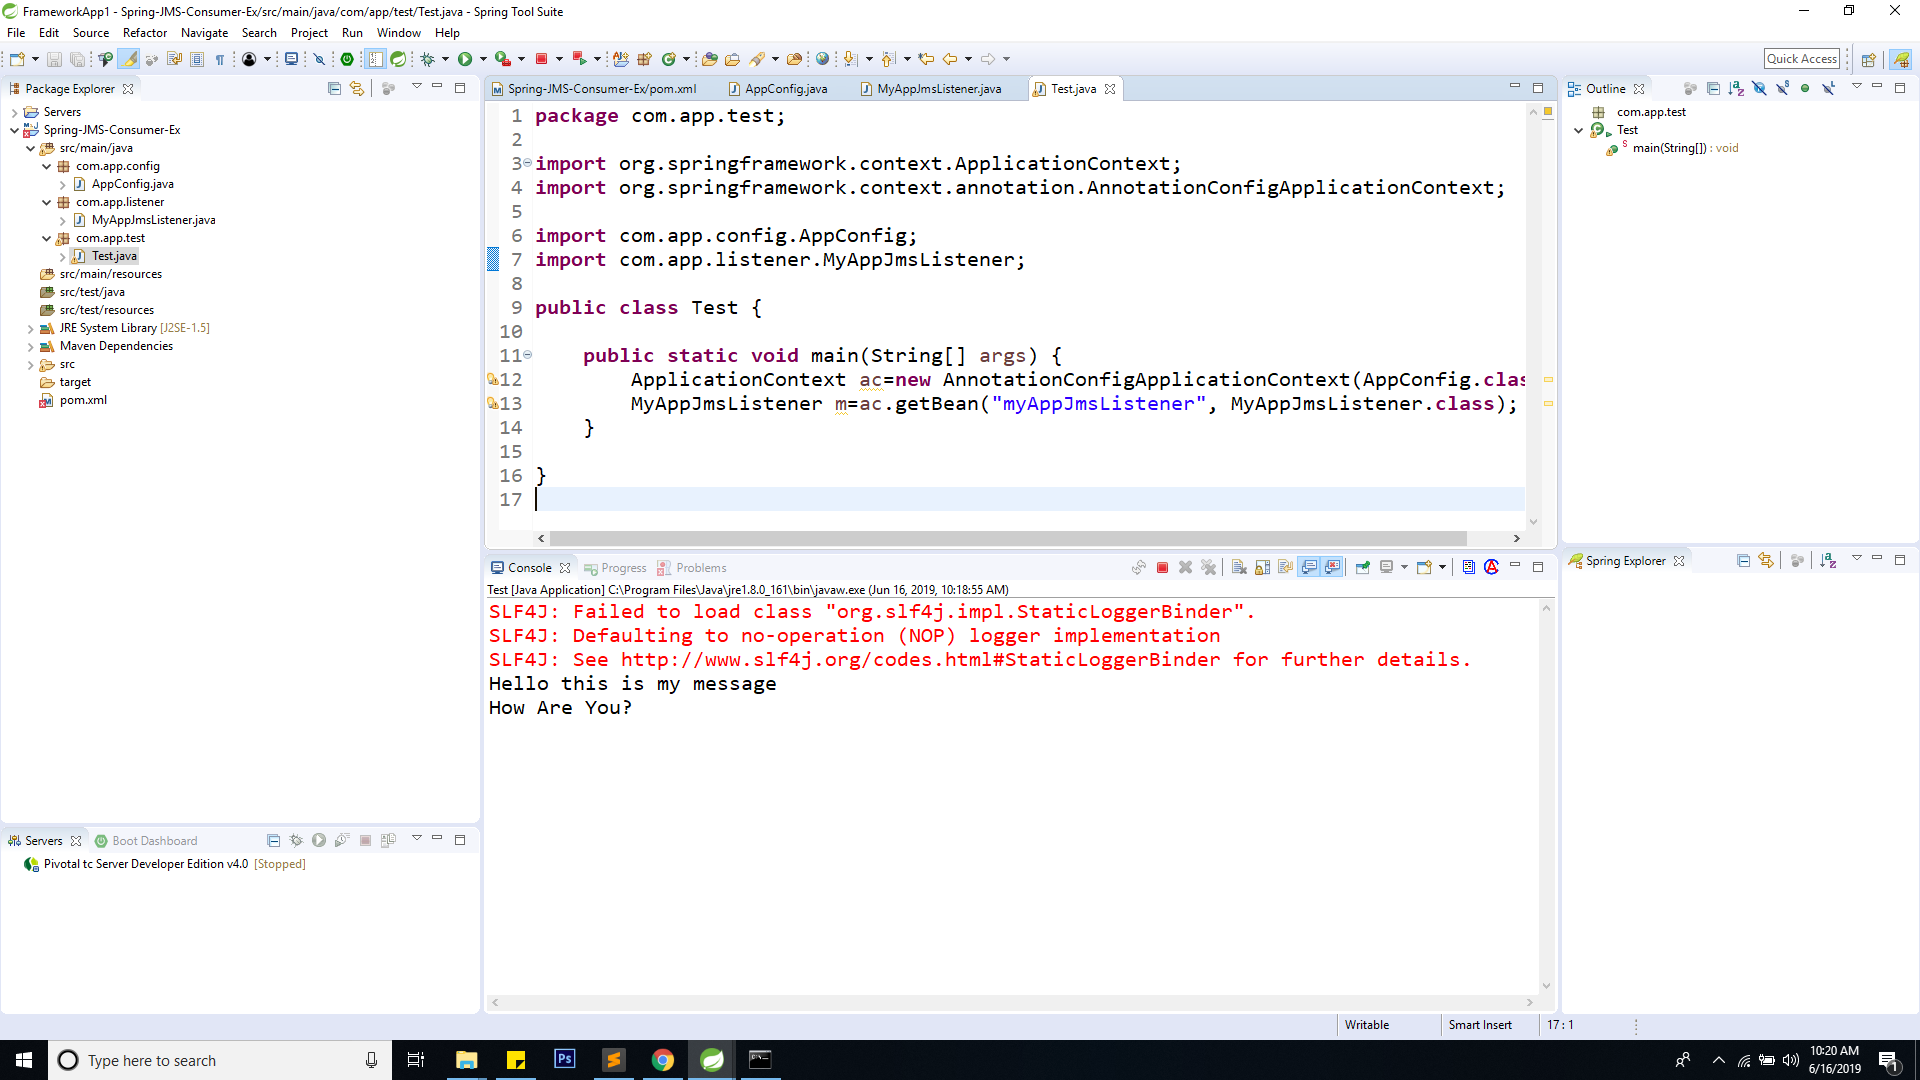 FrameworkApp1 - Spring-JMS-Consumer-Ex/src/main/java/com/app/test/Test.java - Spring Tool Suite
File Edit Source Refactor Navigate Search Project Run Window Help
Quick Access
Package Explorer
Servers
Spring-JMS-Consumer-Ex
src/main/java
com.app.config
AppConfig.java
com.app.listener
MyAppJmsListener.java
com.app.test
Test.java
src/main/resources
src/test/java
src/test/resources
JRE System Library [J2SE-1.5]
Maven Dependencies
src
target
pom.xml
Spring-JMS-Consumer-Ex/pom.xml AppConfig.java MyAppJmsListener.java Test.java
1 package com.app.test;
2
3 import org.springframework.context.ApplicationContext;
4 import org.springframework.context.annotation.AnnotationConfigApplicationContext;
5
6 import com.app.config.AppConfig;
7 import com.app.listener.MyAppJmsListener;
8
9 public class Test {
10
11 public static void main(String[] args) {
12 ApplicationContext ac=new AnnotationConfigApplicationContext(AppConfig.clas
13 MyAppJmsListener m=ac.getBean("myAppJmsListener", MyAppJmsListener.class);
14 }
15
16 }
17
Outline
com.app.test
Test
main(String[]) : void
Console Progress Problems
Test [Java Application] C:\Program Files\Java\jre1.8.0_161\bin\javaw.exe (Jun 16, 2019, 10:18:55 AM)
SLF4J: Failed to load class "org.slf4j.impl.StaticLoggerBinder".
SLF4J: Defaulting to no-operation (NOP) logger implementation
SLF4J: See http://www.slf4j.org/codes.html#StaticLoggerBinder for further details.
Hello this is my message
How Are You?
Spring Explorer
Servers Boot Dashboard
Pivotal tc Server Developer Edition v4.0 [Stopped]
Writable Smart Insert 17 : 1
Type here to search
Ps
10:20 AM
6/16/2019
1